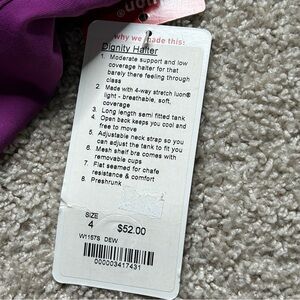 why we made this:
Dignity Halter
1. Moderate support and low
coverage halter for that
barely there feeling through
class
2. Made with 4-way stretch luon®
light - breathable, soft,
coverage
3. Long length semi fitted tank
4. Open back keeps you cool and
free to move
5. Adjustable neck strap so you
can adjust the tank to fit you
6. Mesh shelf bra comes with
removable cups
7. Flat seamed for chafe
resistance & comfort
8. Preshrunk
SIZE
4 $52.00
W1167S DEW
000003417431